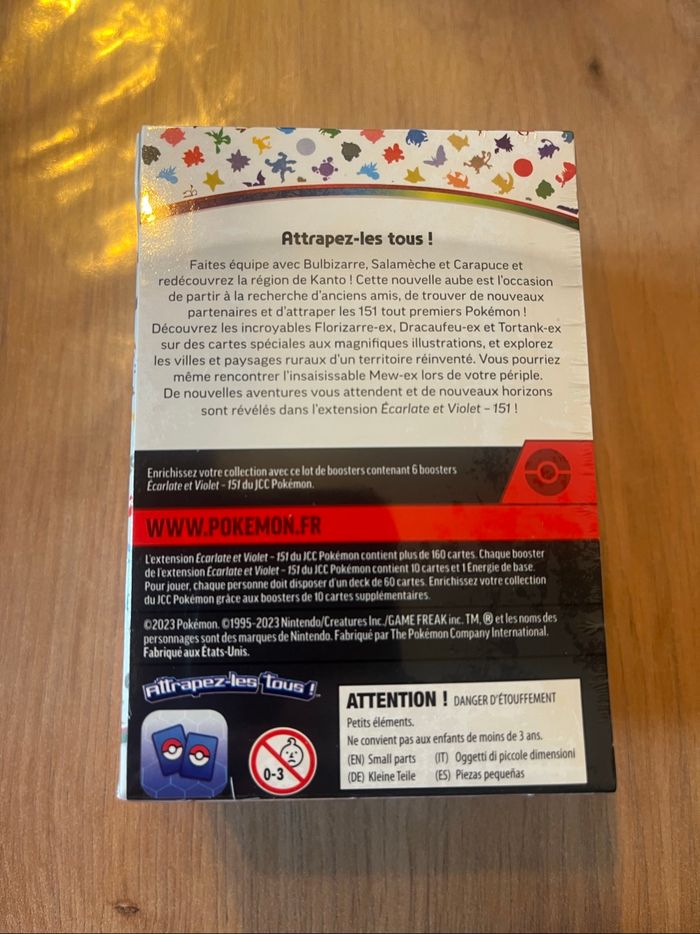 Attrapez-les tous !
Faites équipe avec Bulbizarre, Salamèche et Carapuce et
redécouvrez la région de Kanto ! Cette nouvelle aube est l'occasion
de partir à la recherche d'anciens amis, de trouver de nouveaux
partenaires et d'attraper les 151 tout premiers Pokémon !
Découvrez les incroyables Florizarre-ex, Dracaufeu-ex et Tortank-ex
sur des cartes spéciales aux magnifiques illustrations, et explorez
les villes et paysages ruraux d'un territoire réinventé. Vous pourriez
même rencontrer l'insaisissable Mew-ex lors de votre périple.
De nouvelles aventures vous attendent et de nouveaux horizons
sont révélés dans l'extension Écarlate et Violet – 151 !
Enrichissez votre collection avec ce lot de boosters contenant 6 boosters
Écarlate et Violet – 151 du JCC Pokémon.
WWW.POKEMON.FR
L'extension Écarlate et Violet – 151 du JCC Pokémon contient plus de 160 cartes. Chaque booster
de l'extension Écarlate et Violet – 151 du JCC Pokémon contient 10 cartes et 1 Énergie de base.
Pour jouer, chaque personne doit disposer d'un deck de 60 cartes. Enrichissez votre collection
du JCC Pokémon grâce aux boosters de 10 cartes supplémentaires.
©2023 Pokémon. ©1995-2023 Nintendo/Creatures Inc./GAME FREAK inc. TM, ® et les noms des
personnages sont des marques de Nintendo. Fabriqué par The Pokémon Company International.
Fabriqué aux États-Unis.
Attrapez-les Tous !™
0-3
ATTENTION ! DANGER D'ÉTOUFFEMENT
Petits éléments.
Ne convient pas aux enfants de moins de 3 ans.
(EN) Small parts (IT) Oggetti di piccole dimensioni
(DE) Kleine Teile (ES) Piezas pequeñas